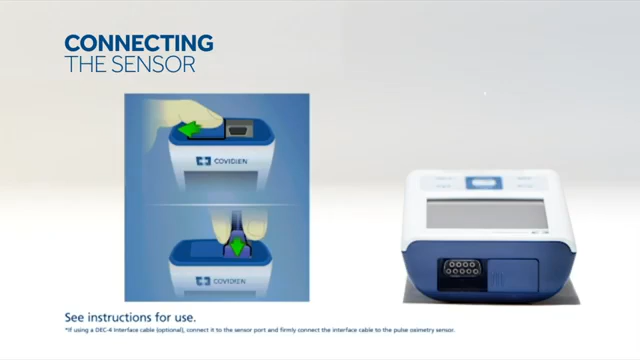 CONNECTING
THE SENSOR
COVIDIEN
COVIDIEN
See instructions for use.
*If using a DEC-4 Interface cable (optional), connect it to the sensor port and firmly connect the interface cable to the pulse oximetry sensor.